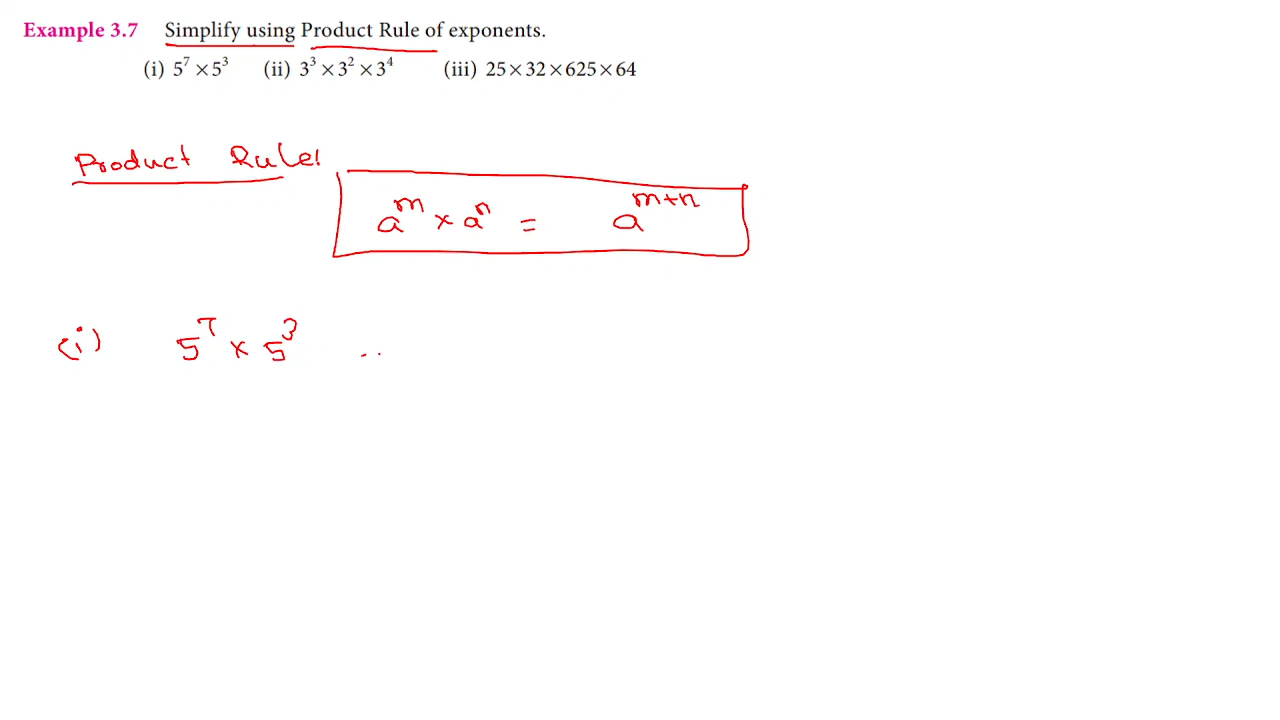 Example 3.7 Simplify using Product Rule of exponents.
(i) 5⁷ × 5³ (ii) 3³ × 3² × 3⁴ (iii) 25 × 32 × 625 × 64
Product Rule:
aᵐ × aⁿ = aᵐ⁺ⁿ
(i) 5⁷ × 5³